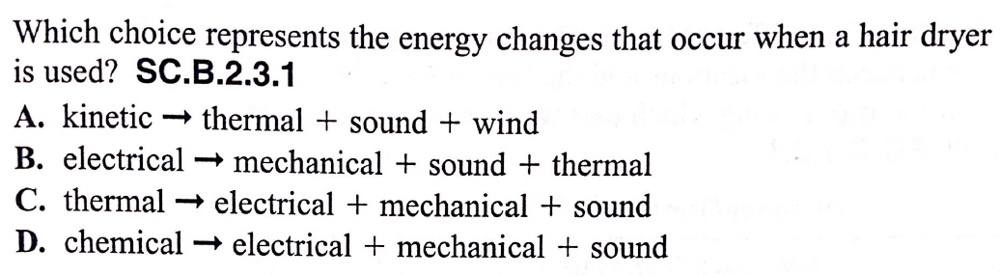 Which choice represents the energy changes that occur when a hair dryer
is used? SC.B.2.3.1
A. kinetic → thermal + sound + wind
B. electrical → mechanical + sound + thermal
C. thermal → electrical + mechanical + sound
D. chemical → electrical + mechanical + sound